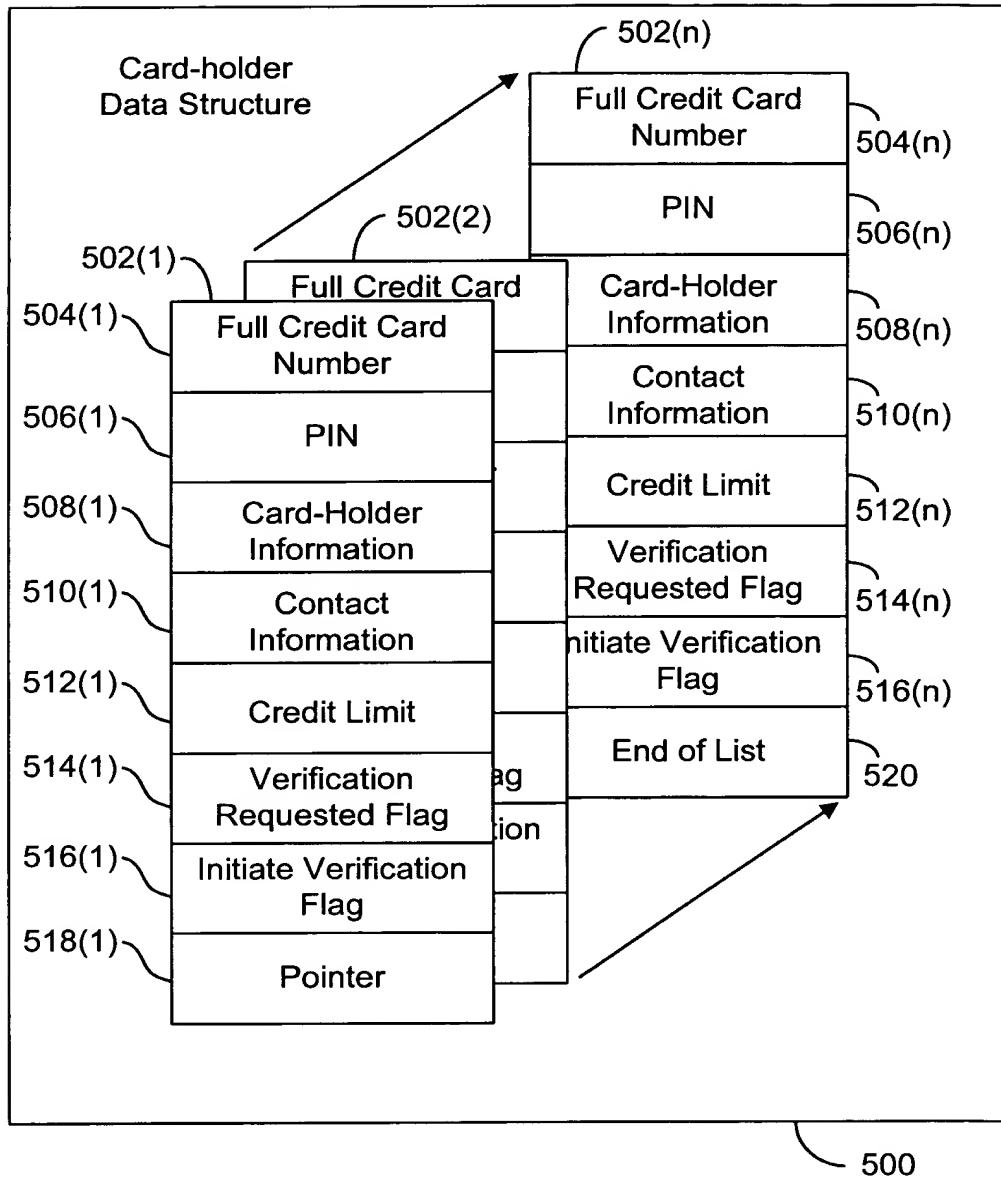 Card-holder
Data Structure
502(n)
Full Credit Card
Number
504(n)
PIN
506(n)
Card-Holder
Information
508(n)
Contact
Information
510(n)
Credit Limit
512(n)
Verification
Requested Flag
514(n)
nitiate Verification
Flag
516(n)
End of List
520
502(2)
Full Credit Card
ag
tion
502(1)
504(1)
Full Credit Card
Number
506(1)
PIN
508(1)
Card-Holder
Information
510(1)
Contact
Information
512(1)
Credit Limit
514(1)
Verification
Requested Flag
516(1)
Initiate Verification
Flag
518(1)
Pointer
500